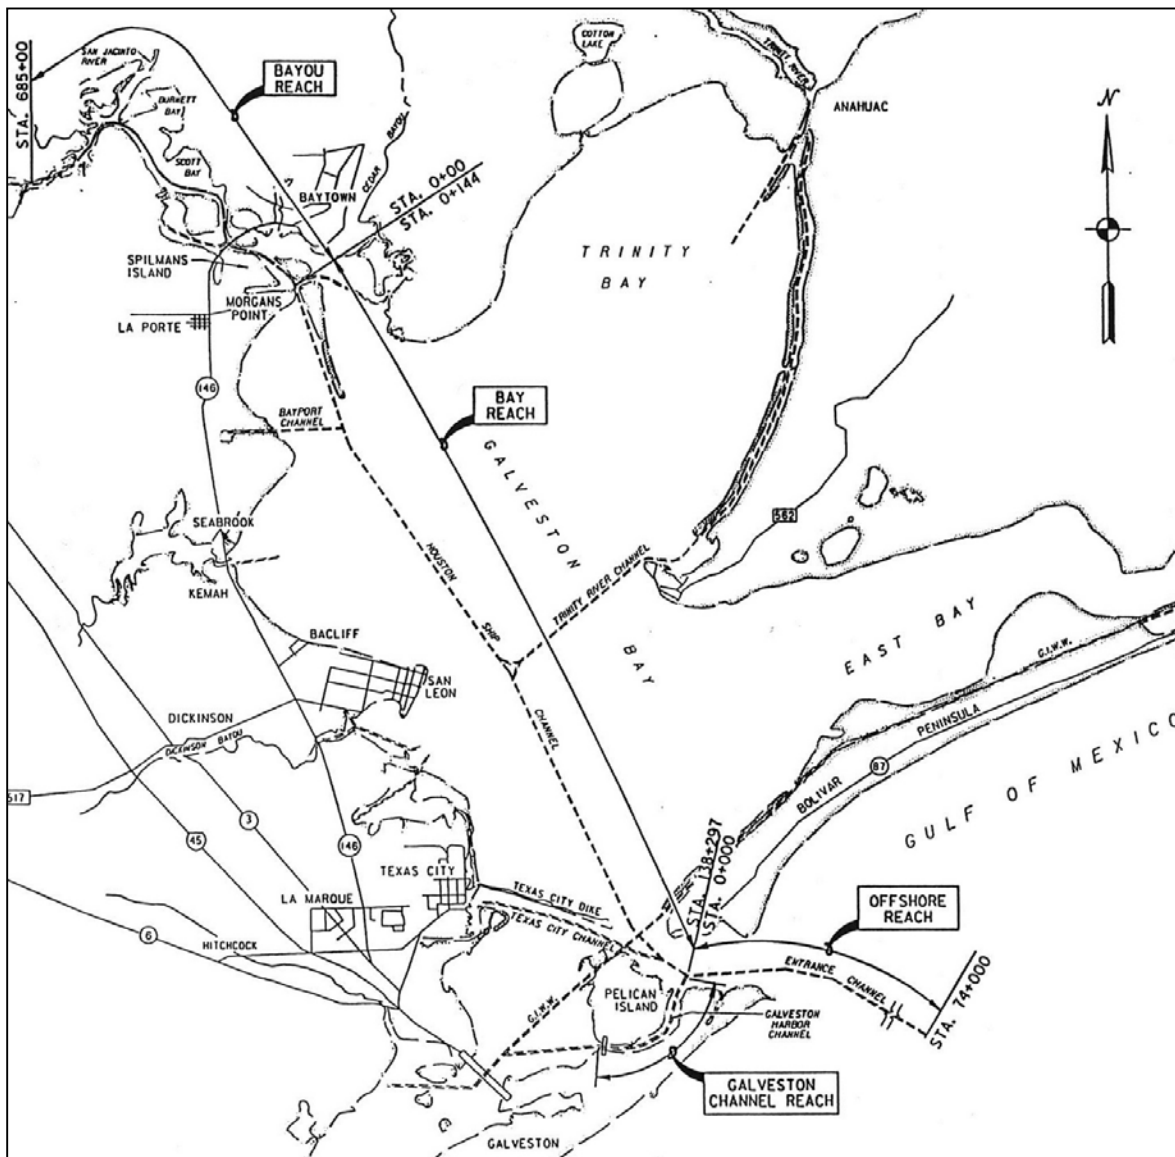 STA. 685+00
SAN JACINTO
RIVER
BURNETT
BAY
SCOTT
BAY
BAYOU
REACH
COTTON
LAKE
TRINITY RIVER
ANAHUAC
N
CEDAR BAYOU
BAYTOWN
STA. 0+00
STA. 0+144
SPILMANS
ISLAND
MORGANS
POINT
LA PORTE
TRINITY
BAY
146
BAYPORT
CHANNEL
BAY
REACH
GALVESTON
BAY
562
SEABROOK
KEMAH
HOUSTON
SHIP
CHANNEL
TRINITY RIVER CHANNEL
BACLIFF
SAN
LEON
DICKINSON
DICKINSON BAYOU
EAST BAY
G.I.W.W.
BOLIVAR
PENINSULA
87
GULF OF MEXICO
517
3
45
146
6
TEXAS CITY
LA MARQUE
HITCHCOCK
TEXAS CITY DIKE
TEXAS CITY CHANNEL
STA. 138+297
STA. 0+000
OFFSHORE
REACH
ENTRANCE CHANNEL
STA. 74+000
G.I.W.W.
PELICAN
ISLAND
GALVESTON
HARBOR
CHANNEL
GALVESTON
CHANNEL REACH
GALVESTON